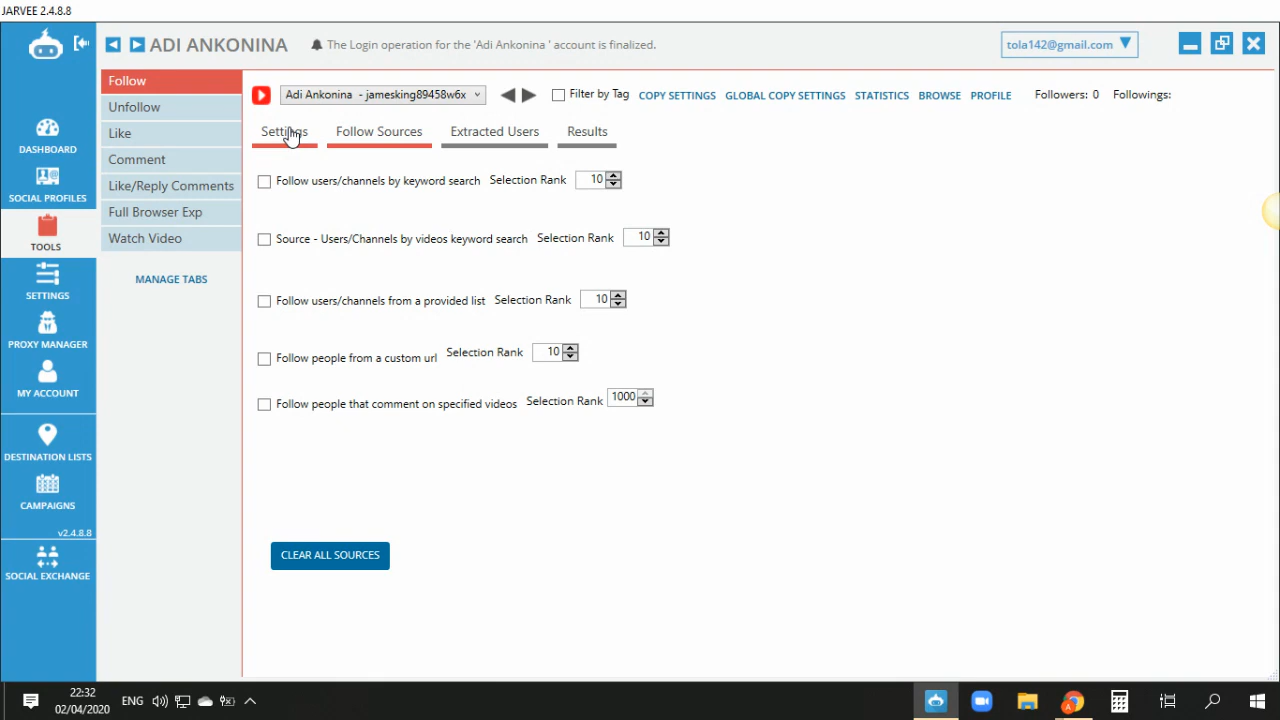 JARVEE 2.4.8.8
ADI ANKONINA
The Login operation for the 'Adi Ankonina ' account is finalized.
tola142@gmail.com
DASHBOARD
SOCIAL PROFILES
TOOLS
SETTINGS
PROXY MANAGER
MY ACCOUNT
DESTINATION LISTS
CAMPAIGNS
v2.4.8.8
SOCIAL EXCHANGE
Follow
Unfollow
Like
Comment
Like/Reply Comments
Full Browser Exp
Watch Video
MANAGE TABS
Adi Ankonina - jamesking89458w6x
Filter by Tag
COPY SETTINGS
GLOBAL COPY SETTINGS
STATISTICS
BROWSE
PROFILE
Followers: 0
Followings:
Settings
Follow Sources
Extracted Users
Results
Follow users/channels by keyword search Selection Rank 10
Source - Users/Channels by videos keyword search Selection Rank 10
Follow users/channels from a provided list Selection Rank 10
Follow people from a custom url Selection Rank 10
Follow people that comment on specified videos Selection Rank 1000
CLEAR ALL SOURCES
22:32
02/04/2020
ENG